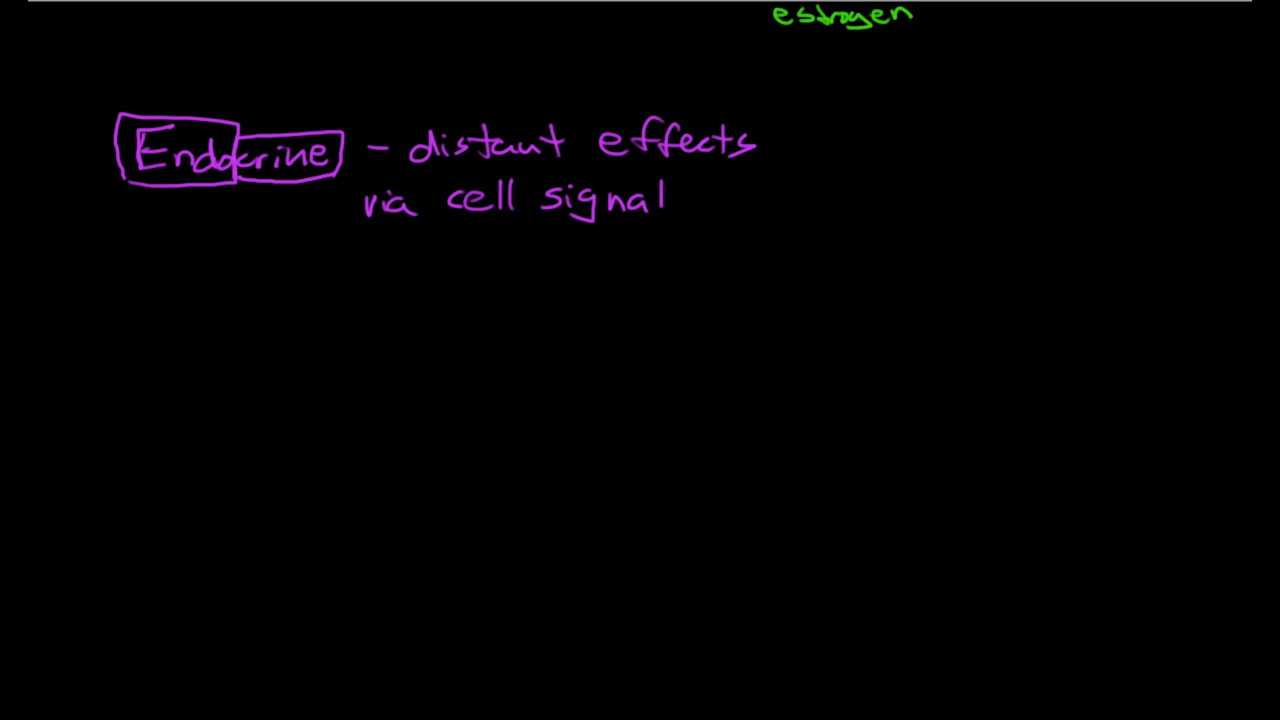 estrogen
Endocrine - distant effects
via cell signal